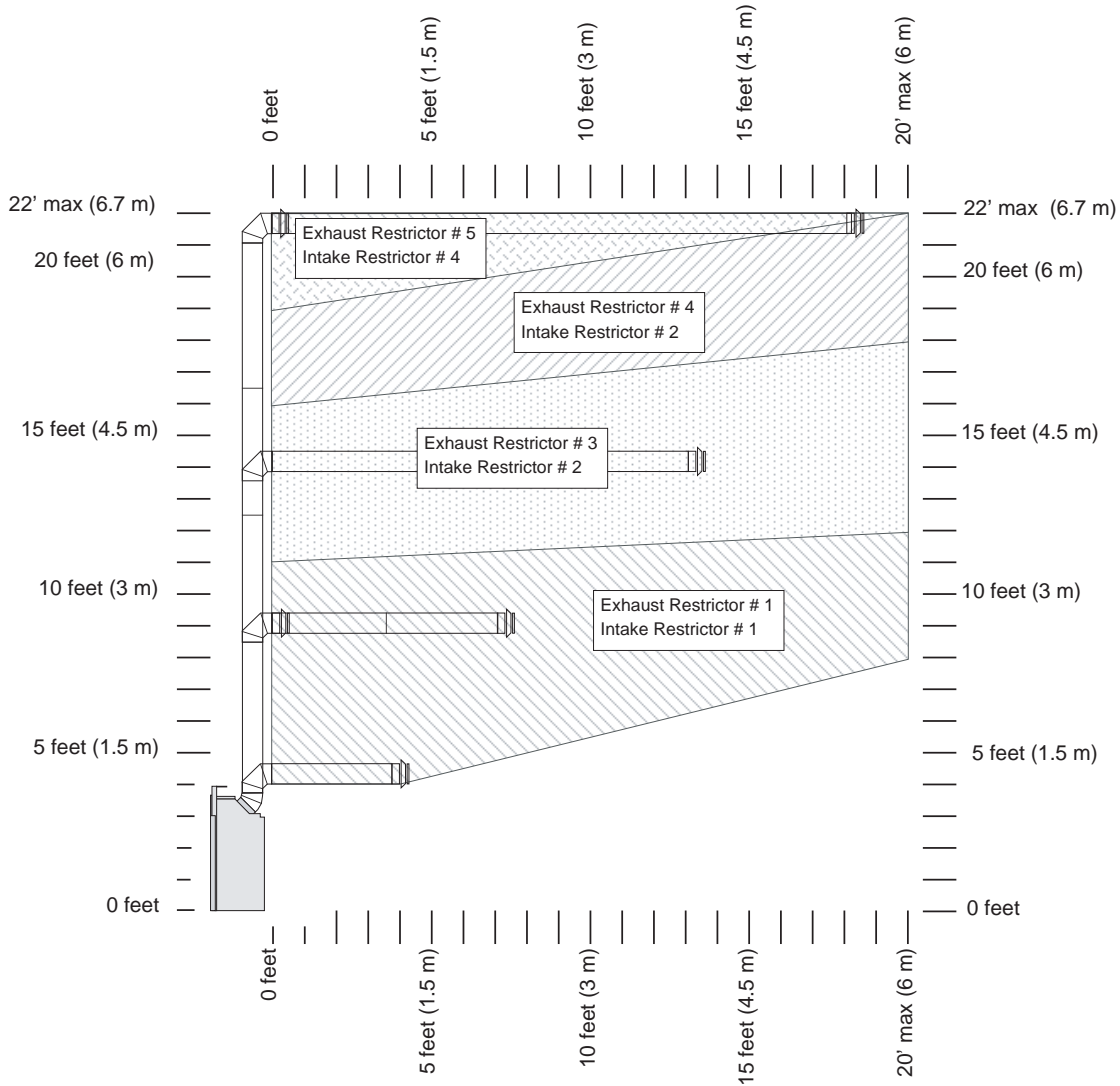 0 feet
5 feet (1.5 m)
10 feet (3 m)
15 feet (4.5 m)
20' max (6 m)
22' max (6.7 m)
20 feet (6 m)
15 feet (4.5 m)
10 feet (3 m)
5 feet (1.5 m)
0 feet
Exhaust Restrictor # 5
Intake Restrictor # 4
Exhaust Restrictor # 4
Intake Restrictor # 2
Exhaust Restrictor # 3
Intake Restrictor # 2
Exhaust Restrictor # 1
Intake Restrictor # 1
22' max (6.7 m)
20 feet (6 m)
15 feet (4.5 m)
10 feet (3 m)
5 feet (1.5 m)
0 feet
0 feet
5 feet (1.5 m)
10 feet (3 m)
15 feet (4.5 m)
20' max (6 m)